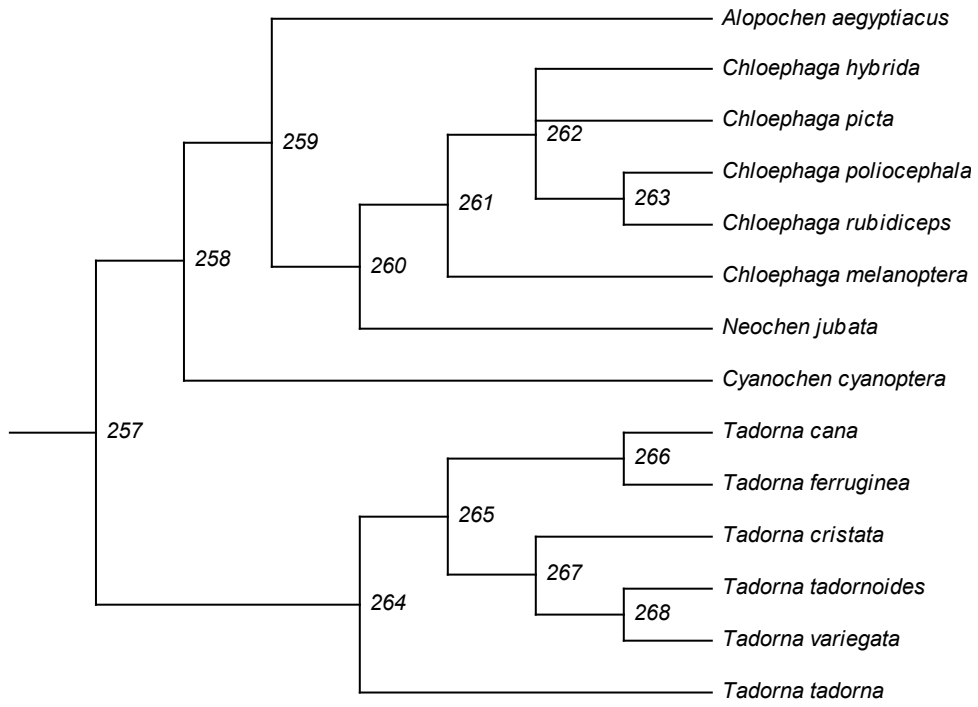 Alopochen aegyptiacus
Chloephaga hybrida
259
Chloephaga picta
262
Chloephaga poliocephala
263
261
Chloephaga rubidiceps
258
260
Chloephaga melanoptera
Neochen jubata
Cyanochen cyanoptera
257
Tadorna cana
266
Tadorna ferruginea
265
Tadorna cristata
267
264
Tadorna tadornoides
268
Tadorna variegata
Tadorna tadorna